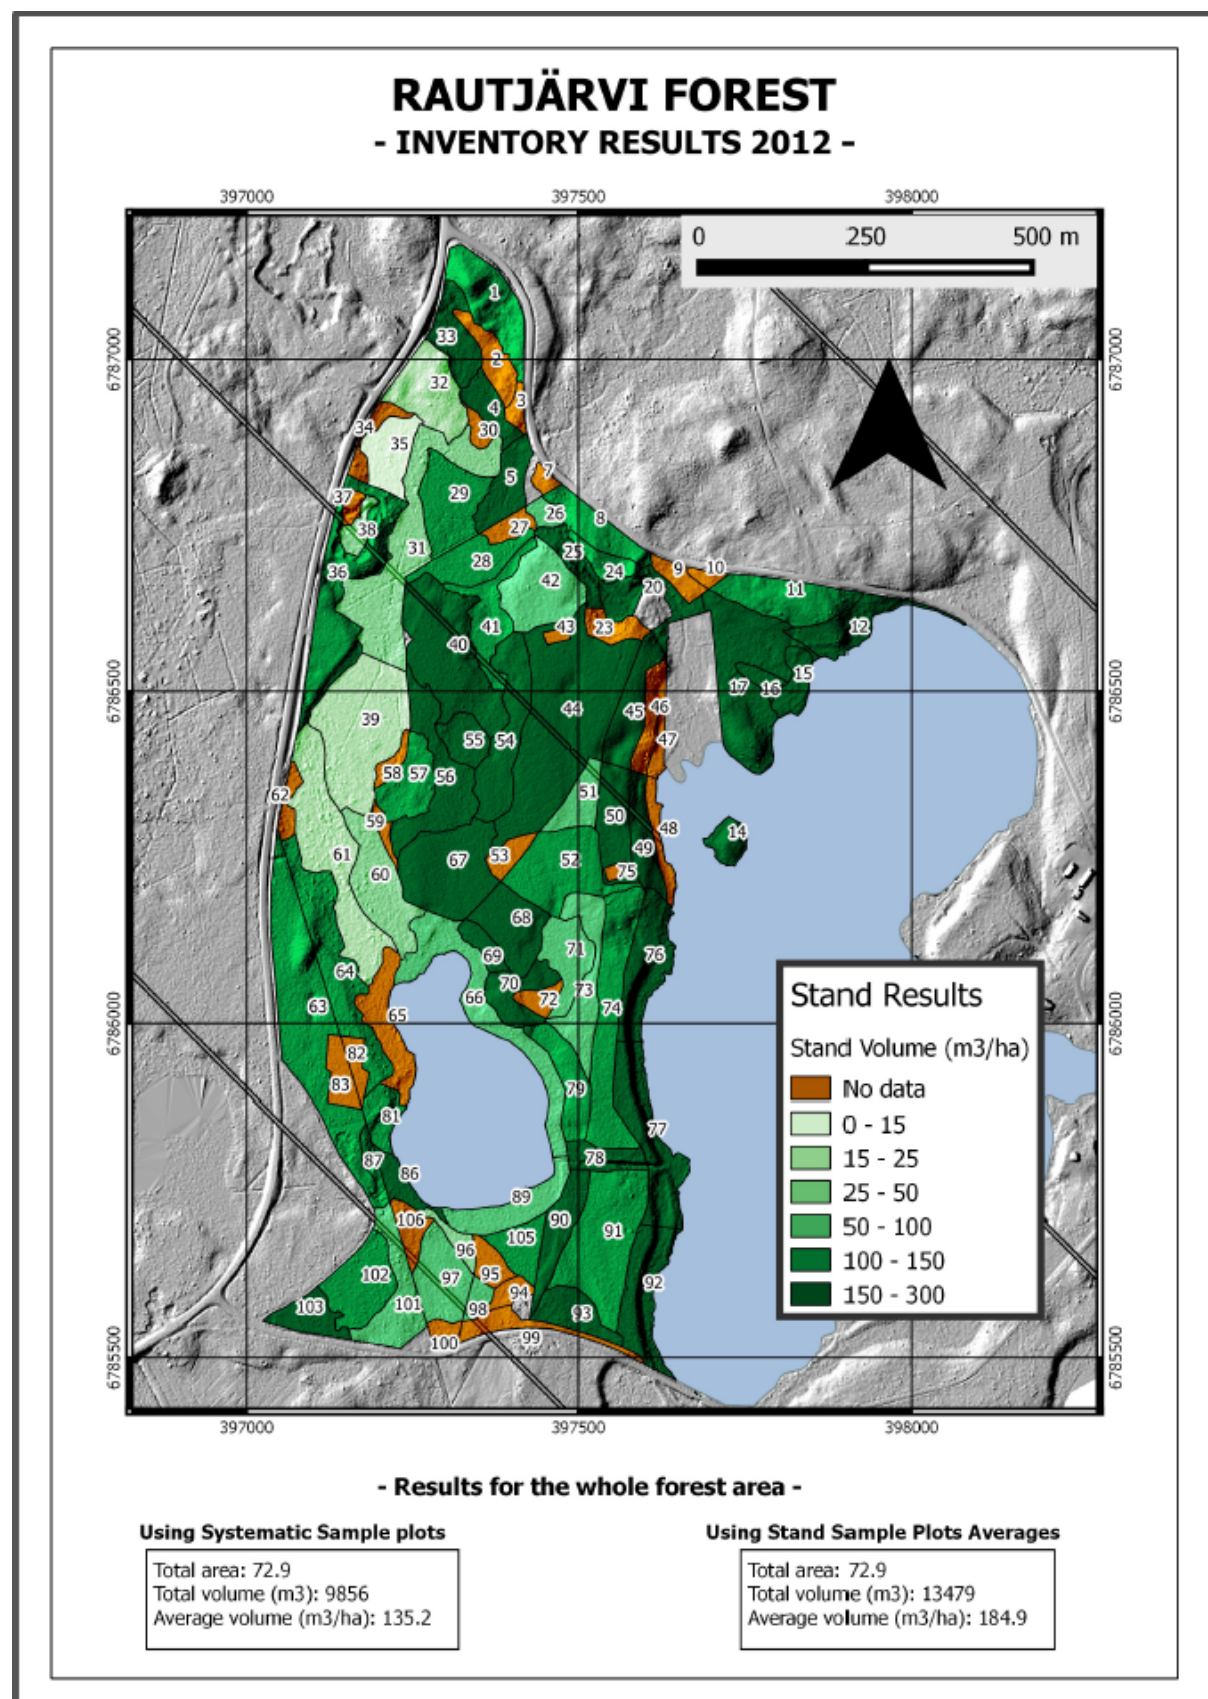 RAUTJÄRVI FOREST
- INVENTORY RESULTS 2012 -
397000 397500 398000
0 250 500 m
1
33
6787000 2 6787000
32
3
4
34 30
35
7
5
29
37
26 8
27
38
31 25
28 9 10
36 24
42 20 11
41 43 23 12
40
15
6786500 17 16 6786500
39 44 45 46
55 54 47
58 57 56
62 51
59 50 48 14
61 53 52 49
67
60 75
68
71 76
69
64 70
63 66 72 73 74
65
6786000 6786000
82
83 79
81 77
87 78
86
89
106 90 91
96 105
102 97 95 92
101 94
103 98 93
100 99
6785500 6785500
Stand Results
Stand Volume (m3/ha)
No data
0 - 15
15 - 25
25 - 50
50 - 100
100 - 150
150 - 300
397000 397500 398000
- Results for the whole forest area -
Using Systematic Sample plots
Total area: 72.9
Total volume (m3): 9856
Average volume (m3/ha): 135.2
Using Stand Sample Plots Averages
Total area: 72.9
Total volume (m3): 13479
Average volume (m3/ha): 184.9